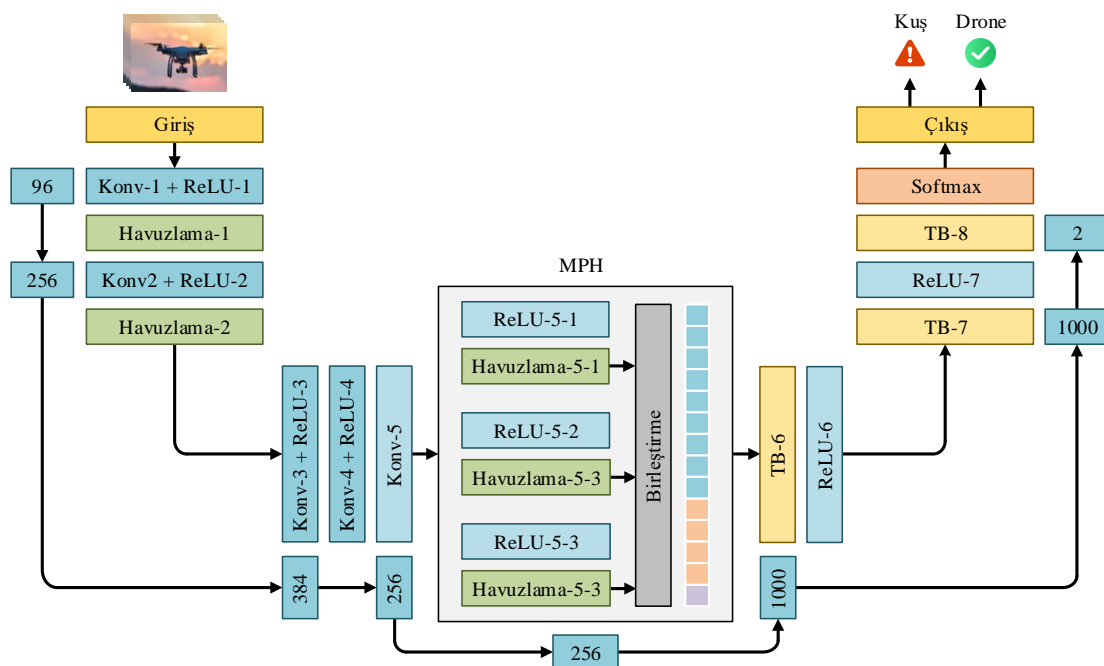 Kuş
Drone
Giriş
Çıkış
96
Konv-1 + ReLU-1
Softmax
Havuzlama-1
TB-8
2
256
Konv2 + ReLU-2
MPH
ReLU-7
Havuzlama-2
ReLU-5-1
TB-7
1000
Havuzlama-5-1
Konv-3 + ReLU-3
Konv-4 + ReLU-4
Konv-5
ReLU-5-2
Havuzlama-5-3
Birleştirme
TB-6
ReLU-6
ReLU-5-3
Havuzlama-5-3
384
256
1000
256